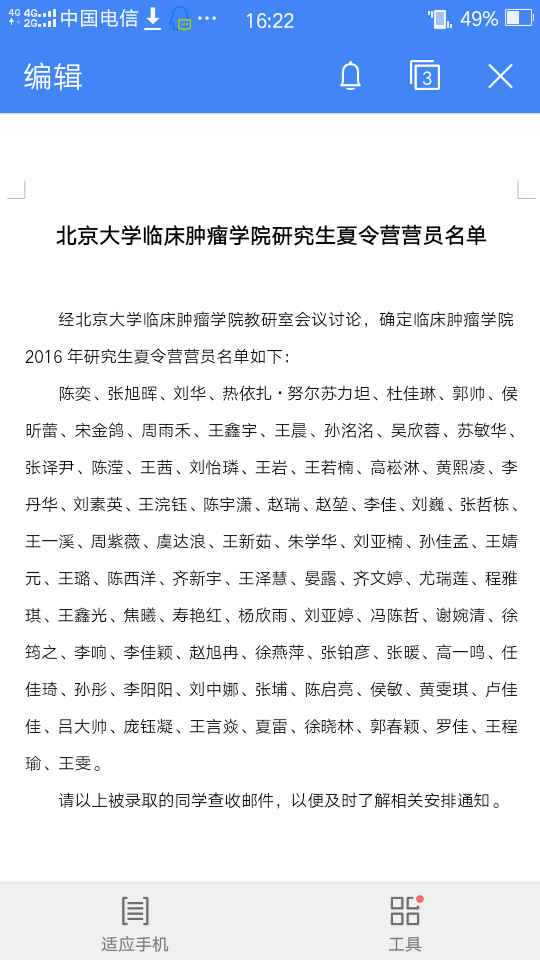 4G 4G 2G 中国电信 ... 16:22 49%
编辑 3
北京大学临床肿瘤学院研究生夏令营营员名单
经北京大学临床肿瘤学院教研室会议讨论，确定临床肿瘤学院
2016 年研究生夏令营营员名单如下：
陈奕、张旭晖、刘华、热依扎·努尔苏力坦、杜佳琳、郭帅、侯
昕蕾、宋金鸽、周雨禾、王鑫宇、王晨、孙洺洺、吴欣蓉、苏敏华、
张译尹、陈滢、王茜、刘怡璘、王岩、王若楠、高崧淋、黄熙凌、李
丹华、刘素英、王浣钰、陈宇潇、赵瑞、赵堃、李佳、刘巍、张哲栋、
王一溪、周紫薇、虞达浪、王新茹、朱学华、刘亚楠、孙佳孟、王婧
元、王璐、陈西洋、齐新宇、王泽慧、晏露、齐文婷、尤瑞莲、程雅
琪、王鑫光、焦曦、寿艳红、杨欣雨、刘亚婷、冯陈哲、谢婉清、徐
筠之、李响、李佳颖、赵旭冉、徐燕萍、张铂彦、张暖、高一鸣、任
佳琦、孙彤、李阳阳、刘中娜、张埔、陈启亮、侯敏、黄雯琪、卢佳
佳、吕大帅、庞钰凝、王言焱、夏雷、徐晓林、郭春颖、罗佳、王程
瑜、王雯。
请以上被录取的同学查收邮件，以便及时了解相关安排通知。
适应手机 工具